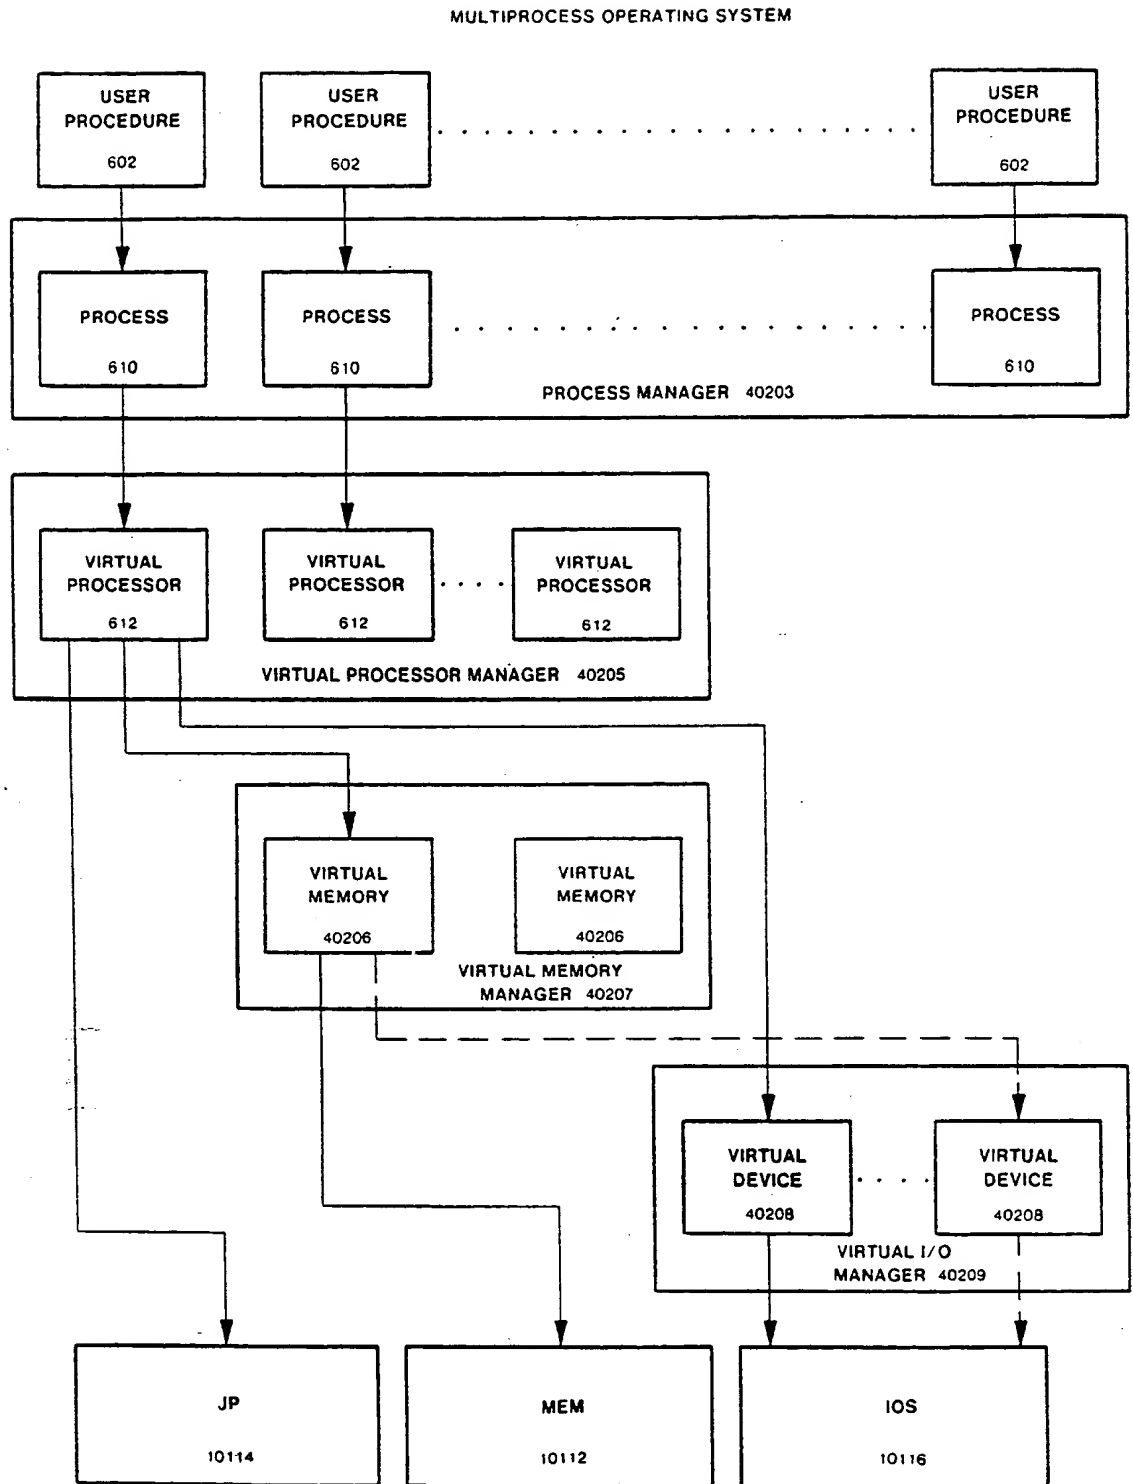 MULTIPROCESS OPERATING SYSTEM
USER
PROCEDURE
602
USER
PROCEDURE
602
USER
PROCEDURE
602
PROCESS
610
PROCESS
610
PROCESS
610
PROCESS MANAGER 40203
VIRTUAL
PROCESSOR
612
VIRTUAL
PROCESSOR
612
VIRTUAL
PROCESSOR
612
VIRTUAL PROCESSOR MANAGER 40205
VIRTUAL
MEMORY
40206
VIRTUAL
MEMORY
40206
VIRTUAL MEMORY
MANAGER 40207
VIRTUAL
DEVICE
40208
VIRTUAL
DEVICE
40208
VIRTUAL I/O
MANAGER 40209
JP
10114
MEM
10112
IOS
10116